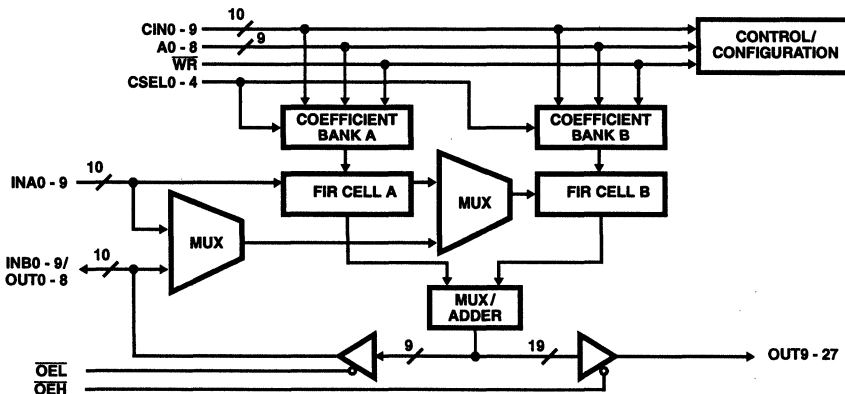 CIN0 - 9
10
A0 - 8
9
WR
CSEL0 - 4
CONTROL/
CONFIGURATION
COEFFICIENT
BANK A
COEFFICIENT
BANK B
INA0 - 9
10
FIR CELL A
MUX
FIR CELL B
MUX
INB0 - 9/
OUT0 - 8
10
MUX /
ADDER
9
19
OUT9 - 27
OEL
OEH